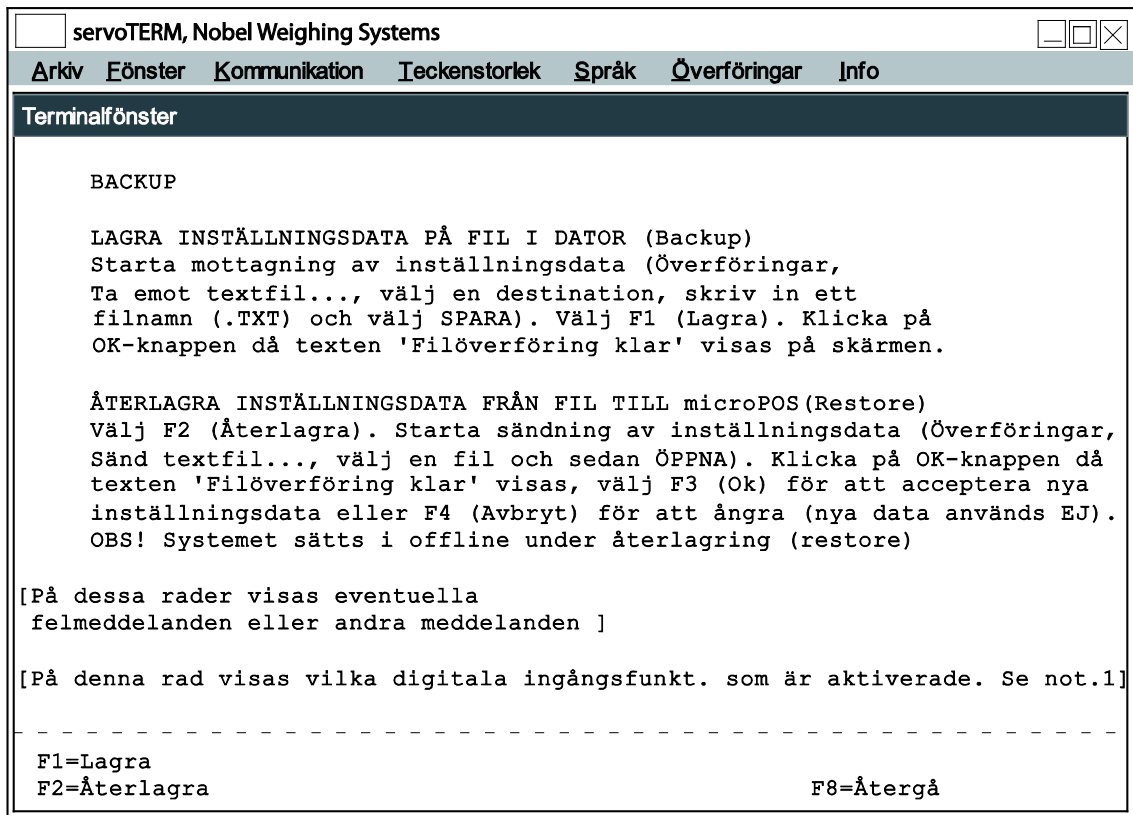 servoTERM, Nobel Weighing Systems
Arkiv Fönster Kommunikation Teckenstorlek Språk Överföringar Info
Terminalfönster
BACKUP
LAGRA INSTÄLLNINGSDATA PÅ FIL I DATOR (Backup)
Starta mottagning av inställningsdata (Överföringar,
Ta emot textfil..., välj en destination, skriv in ett
filnamn (.TXT) och välj SPARA). Välj F1 (Lagra). Klicka på
OK-knappen då texten 'Filöverföring klar' visas på skärmen.
ÅTERLAGRA INSTÄLLNINGSDATA FRÅN FIL TILL microPOS(Restore)
Välj F2 (Återlagra). Starta sändning av inställningsdata (Överföringar,
Sänd textfil..., välj en fil och sedan ÖPPNA). Klicka på OK-knappen då
texten 'Filöverföring klar' visas, välj F3 (Ok) för att acceptera nya
inställningsdata eller F4 (Avbryt) för att ångra (nya data används EJ).
OBS! Systemet sätts i offline under återlagring (restore)
[På dessa rader visas eventuella
felmeddelanden eller andra meddelanden ]
[På denna rad visas vilka digitala ingångsfunkt. som är aktiverade. Se not.1]
F1=Lagra
F2=Återlagra F8=Återgå